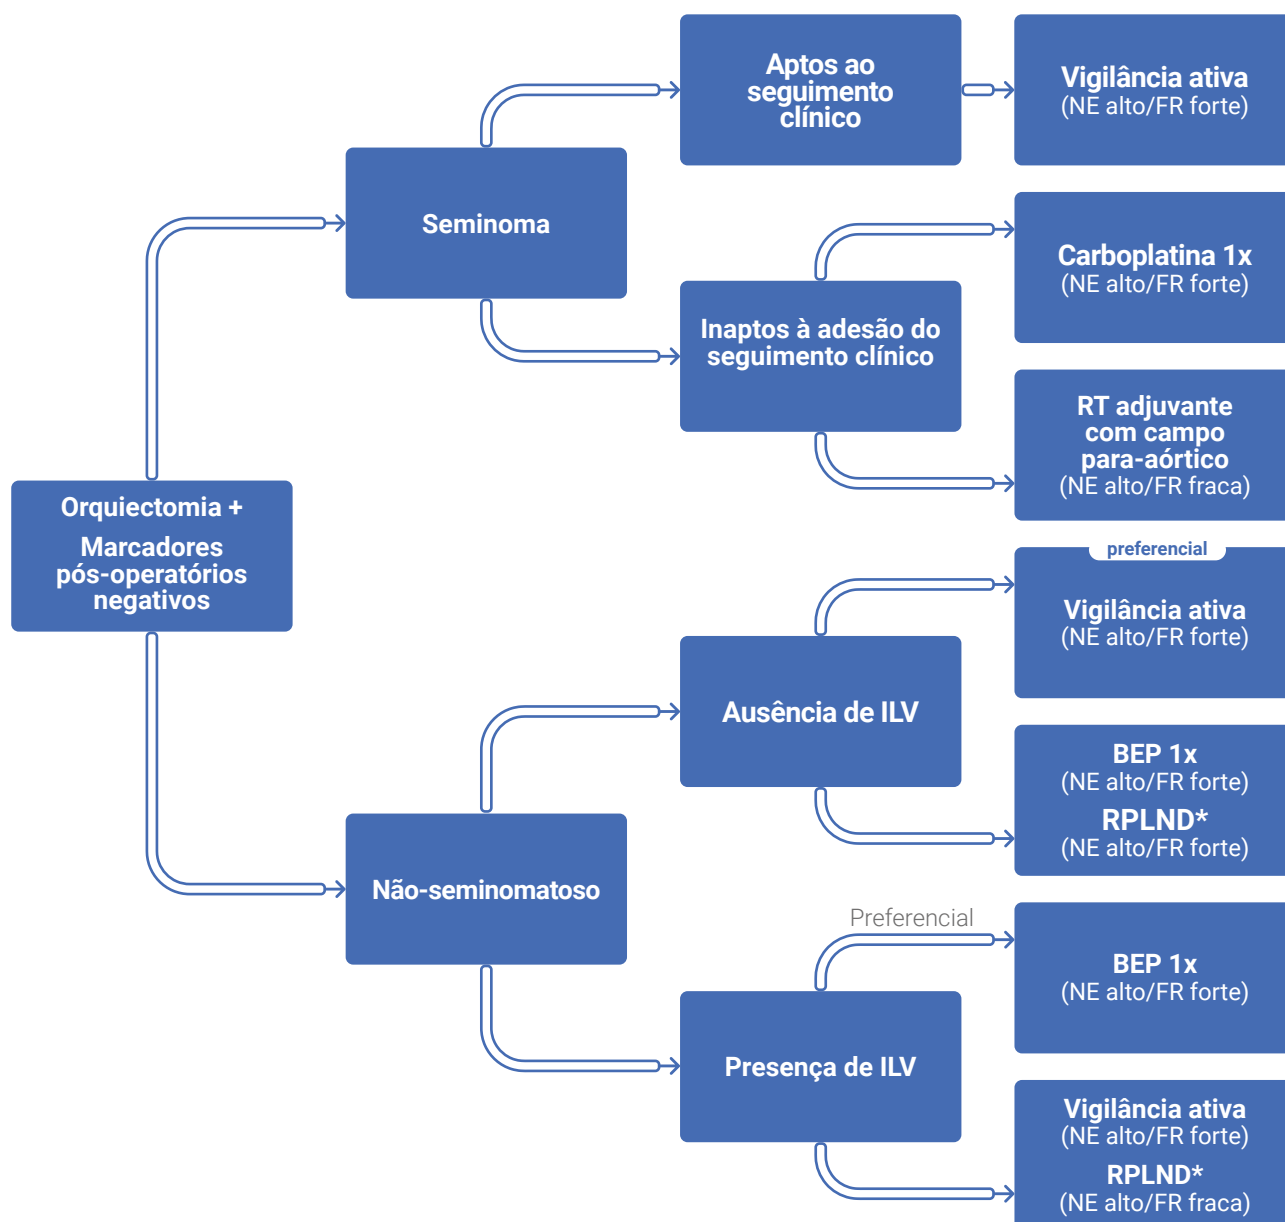 Orquiectomia +
Marcadores
pós-operatórios
negativos
Seminoma
Aptos ao
seguimento
clínico
Vigilância ativa
(NE alto/FR forte)
Inaptos à adesão do
seguimento clínico
Carboplatina 1x
(NE alto/FR forte)
RT adjuvante
com campo
para-aórtico
(NE alto/FR fraca)
Não-seminomatoso
Ausência de ILV
preferencial
Vigilância ativa
(NE alto/FR forte)
BEP 1x
(NE alto/FR forte)
RPLND*
(NE alto/FR forte)
Presença de ILV
Preferencial
BEP 1x
(NE alto/FR forte)
Vigilância ativa
(NE alto/FR forte)
RPLND*
(NE alto/FR fraca)